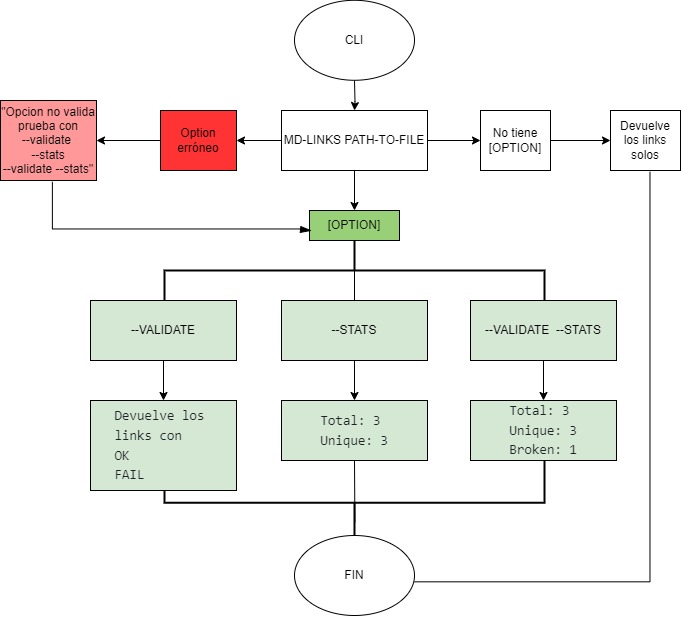 CLI
"Opcion no valida
prueba con
--validate
--stats
--validate --stats"
Option
erróneo
MD-LINKS PATH-TO-FILE
No tiene
[OPTION]
Devuelve
los links
solos
[OPTION]
--VALIDATE
--STATS
--VALIDATE --STATS
Devuelve los
links con
OK
FAIL
Total: 3
Unique: 3
Total: 3
Unique: 3
Broken: 1
FIN